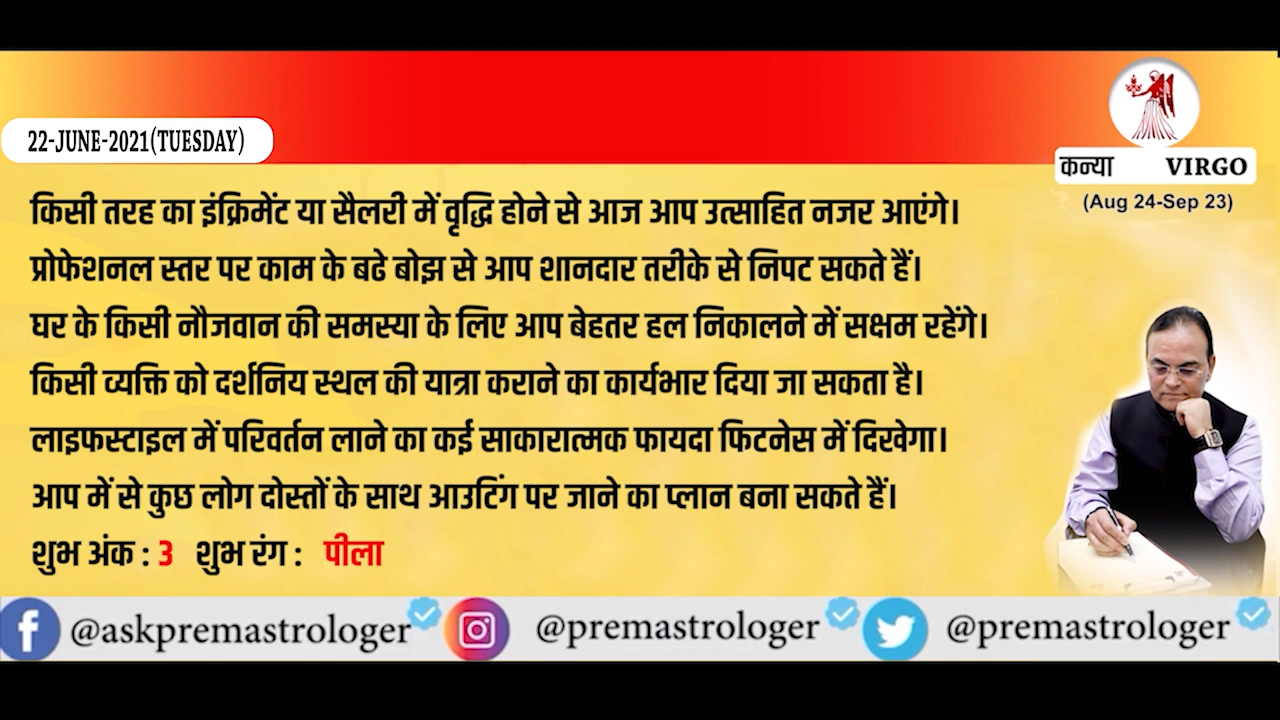 22-JUNE-2021(TUESDAY)
कन्या VIRGO
(Aug 24-Sep 23)
किसी तरह का इंक्रिमेंट या सैलरी में वृद्धि होने से आज आप उत्साहित नजर आएंगे।
प्रोफेशनल स्तर पर काम के बढे बोझ से आप शानदार तरीके से निपट सकते हैं।
घर के किसी नौजवान की समस्या के लिए आप बेहतर हल निकालने में सक्षम रहेंगे।
किसी व्यक्ति को दर्शनिय स्थल की यात्रा कराने का कार्यभार दिया जा सकता है।
लाइफस्टाइल में परिवर्तन लाने का कई साकारात्मक फायदा फिटनेस में दिखेगा।
आप में से कुछ लोग दोस्तों के साथ आउटिंग पर जाने का प्लान बना सकते हैं।
शुभ अंक : 3 शुभ रंग : पीला
@askpremastrologer @premastrologer @premastrologer